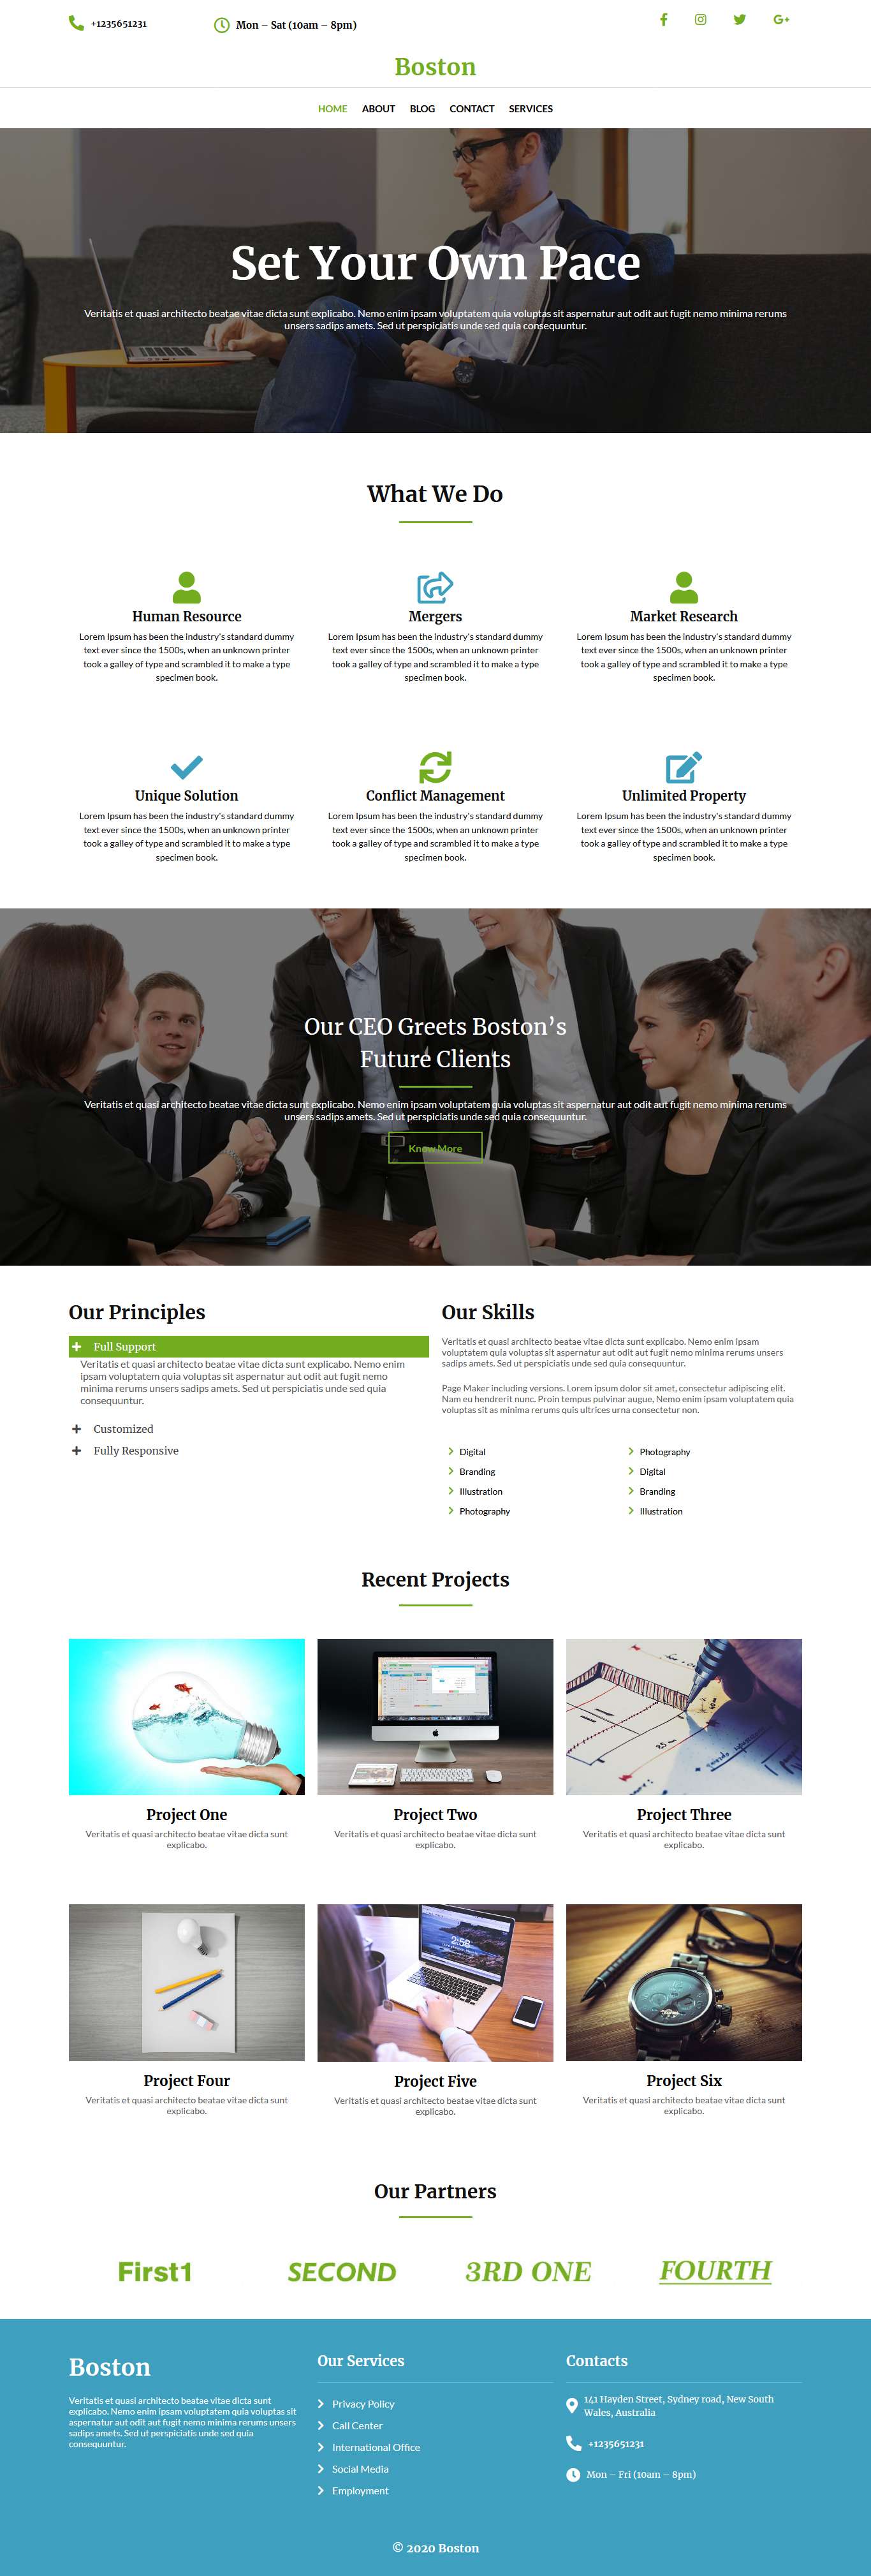 +1235651231
Mon – Sat (10am – 8pm)
Boston
HOME ABOUT BLOG CONTACT SERVICES
Set Your Own Pace
Veritatis et quasi architecto beatae vitae dicta sunt explicabo. Nemo enim ipsam voluptatem quia voluptas sit aspernatur aut odit aut fugit nemo minima rerums
unsers sadips amets. Sed ut perspiciatis unde sed quia consequuntur.
What We Do
Human Resource
Lorem Ipsum has been the industry's standard dummy
text ever since the 1500s, when an unknown printer
took a galley of type and scrambled it to make a type
specimen book.
Mergers
Lorem Ipsum has been the industry's standard dummy
text ever since the 1500s, when an unknown printer
took a galley of type and scrambled it to make a type
specimen book.
Market Research
Lorem Ipsum has been the industry's standard dummy
text ever since the 1500s, when an unknown printer
took a galley of type and scrambled it to make a type
specimen book.
Unique Solution
Lorem Ipsum has been the industry's standard dummy
text ever since the 1500s, when an unknown printer
took a galley of type and scrambled it to make a type
specimen book.
Conflict Management
Lorem Ipsum has been the industry's standard dummy
text ever since the 1500s, when an unknown printer
took a galley of type and scrambled it to make a type
specimen book.
Unlimited Property
Lorem Ipsum has been the industry's standard dummy
text ever since the 1500s, when an unknown printer
took a galley of type and scrambled it to make a type
specimen book.
Our CEO Greets Boston's
Future Clients
Veritatis et quasi architecto beatae vitae dicta sunt explicabo. Nemo enim ipsam voluptatem quia voluptas sit aspernatur aut odit aut fugit nemo minima rerums
unsers sadips amets. Sed ut perspiciatis unde sed quia consequuntur.
Know More
Our Principles
Full Support
Veritatis et quasi architecto beatae vitae dicta sunt explicabo. Nemo enim
ipsam voluptatem quia voluptas sit aspernatur aut odit aut fugit nemo
minima rerums unsers sadips amets. Sed ut perspiciatis unde sed quia
consequuntur.
Customized
Fully Responsive
Our Skills
Veritatis et quasi architecto beatae vitae dicta sunt explicabo. Nemo enim ipsam
voluptatem quia voluptas sit aspernatur aut odit aut fugit nemo minima rerums unsers
sadips amets. Sed ut perspiciatis unde sed quia consequuntur.
Page Maker including versions. Lorem ipsum dolor sit amet, consectetur adipiscing elit.
Nam eu hendrerit nunc. Proin tempus pulvinar augue, Nemo enim ipsam voluptatem quia
voluptas sit as minima rerums quis ultrices urna consectetur non.
Digital
Branding
Illustration
Photography
Photography
Digital
Branding
Illustration
Recent Projects
2:58
Project One
Veritatis et quasi architecto beatae vitae dicta sunt
explicabo.
Project Two
Veritatis et quasi architecto beatae vitae dicta sunt
explicabo.
Project Three
Veritatis et quasi architecto beatae vitae dicta sunt
explicabo.
Project Four
Veritatis et quasi architecto beatae vitae dicta sunt
explicabo.
Project Five
Veritatis et quasi architecto beatae vitae dicta sunt
explicabo.
Project Six
Veritatis et quasi architecto beatae vitae dicta sunt
explicabo.
Our Partners
First1
SECOND
3RD ONE
FOURTH
Boston
Veritatis et quasi architecto beatae vitae dicta sunt
explicabo. Nemo enim ipsam voluptatem quia voluptas sit
aspernatur aut odit aut fugit nemo minima rerums unsers
sadips amets. Sed ut perspiciatis unde sed quia
consequuntur.
Our Services
Privacy Policy
Call Center
International Office
Social Media
Employment
Contacts
141 Hayden Street, Sydney road, New South
Wales, Australia
+1235651231
Mon – Fri (10am – 8pm)
© 2020 Boston